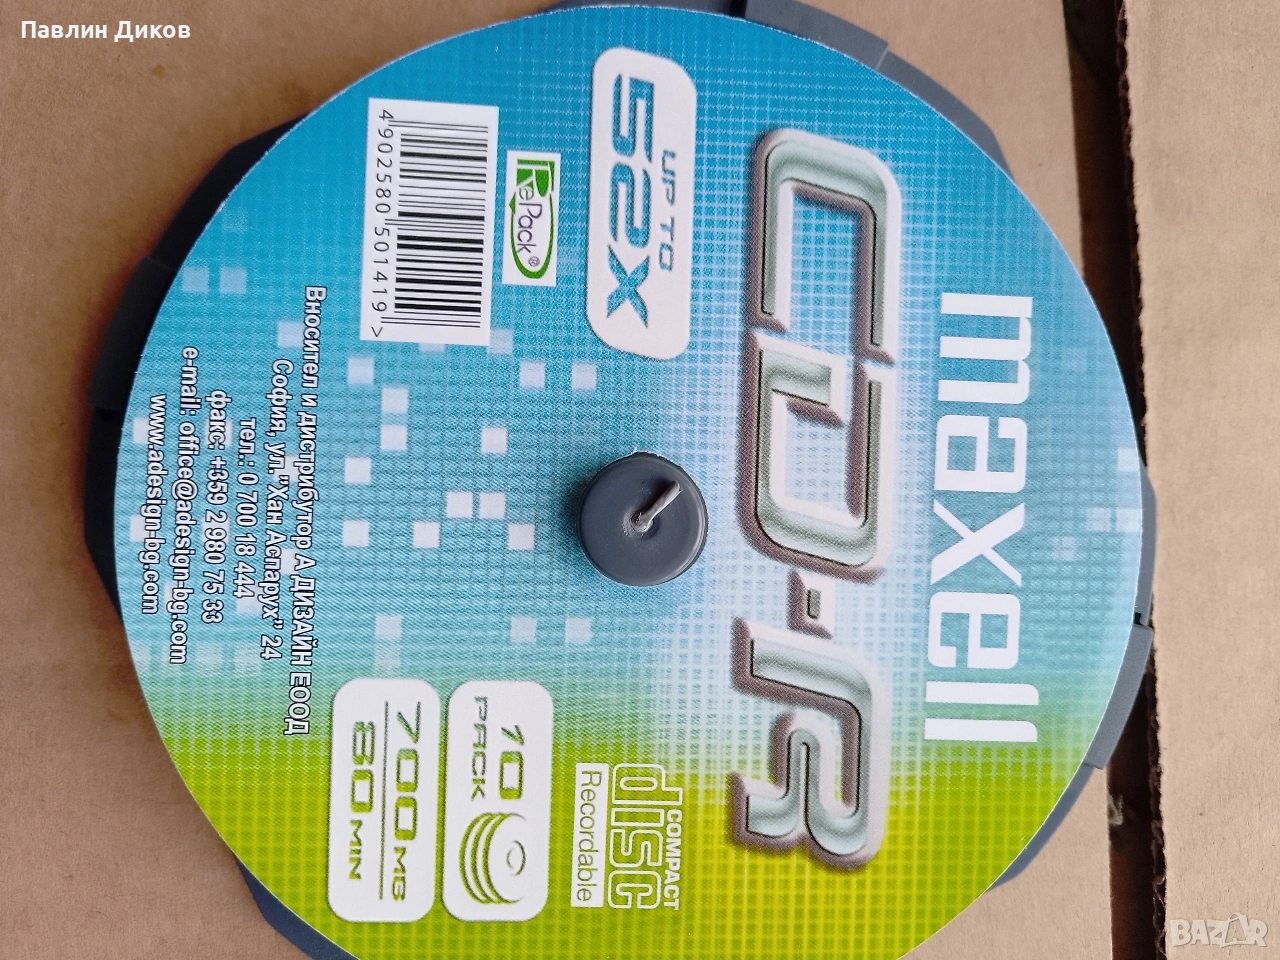 Павлин Диков
maxell
CD-R
UP TO
52X
RePack®
4 902580 501419 >
Вносител и дистрибутор А ДИЗАЙН ЕООД
София, ул."Хан Аспарух" 24
тел.: 0 700 18 444
факс: +359 2 980 75 33
e-mail: office@adesign-bg.com
www.adesign-bg.com
COMPACT
disc
Recordable
10
PACK
700MB
80MIN
BAZAR